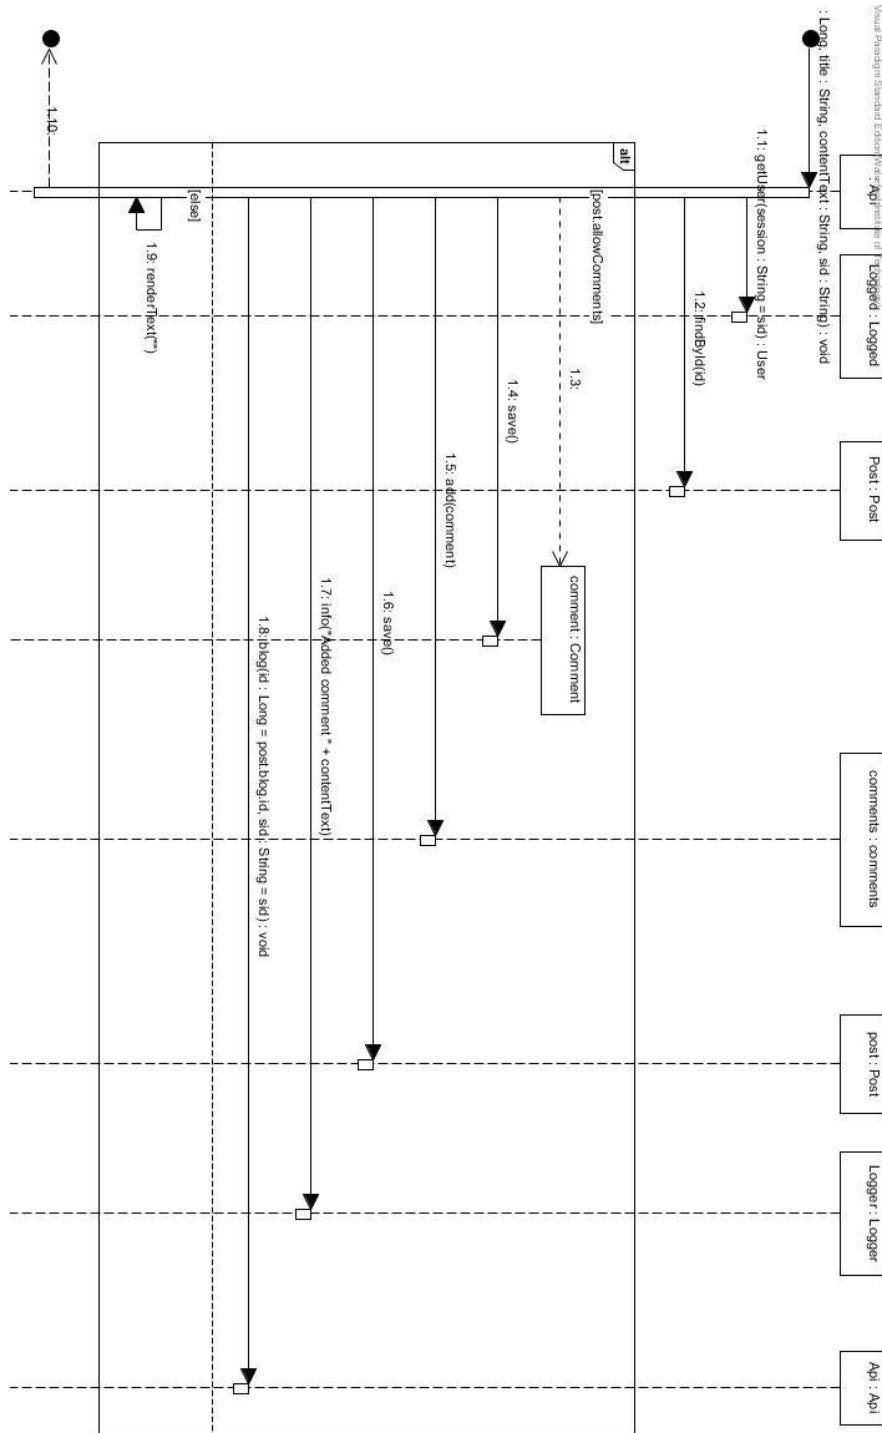 Visual Paradigm Standard Edition(Waterford Institute of
: Long, title : String, contentText : String, sid : String) : void
: Api
Logged : Logged
Post : Post
comments : comments
post : Post
Logger : Logger
Api : Api
1.1: getUser(session : String = sid) : User
1.2: findById(id)
alt
[post.allowComments]
1.3:
comment : Comment
1.4: save()
1.5: add(comment)
1.6: save()
1.7: info("Added comment " + contentText)
1.8: blog(id : Long = post.blog.id, sid : String = sid) : void
[else]
1.9: renderText("")
1.10: